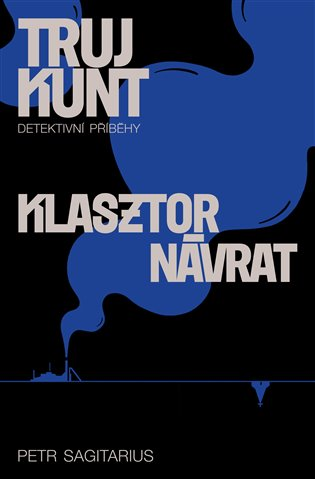 TRUJ
KUNT
DETEKTIVNÍ PŘÍBĚHY
KLASZTOR
NÁVRAT
PETR SAGITARIUS